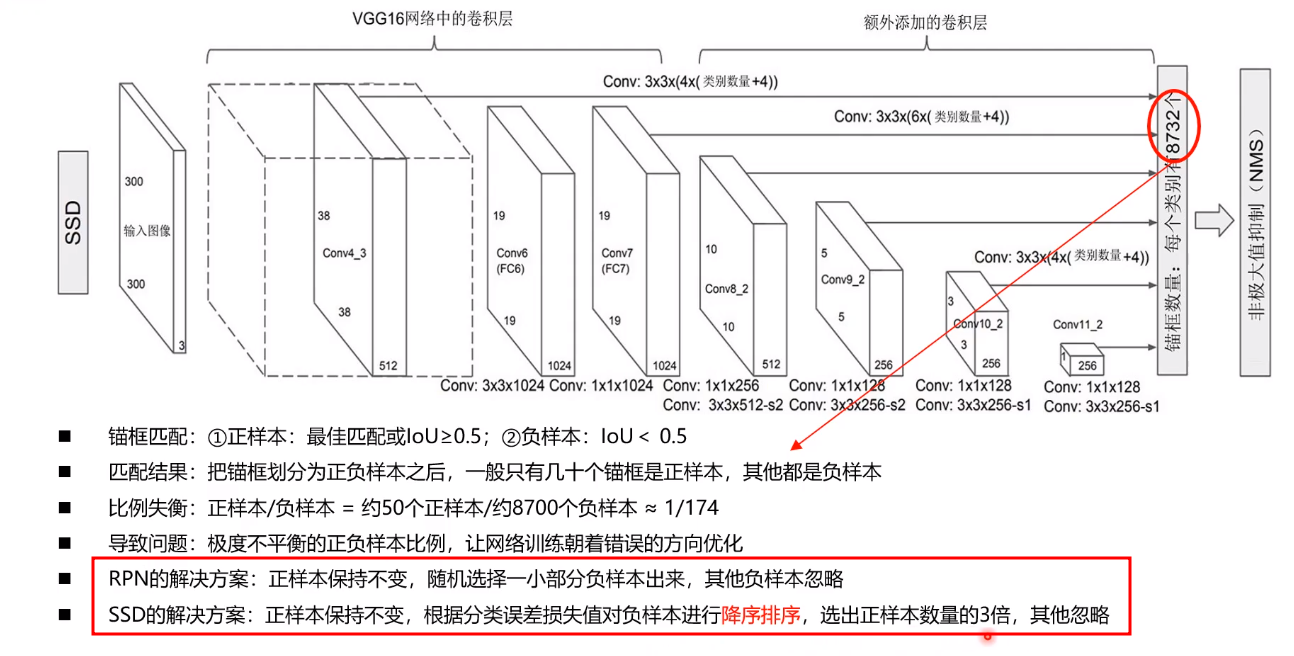 VGG16网络中的卷积层
额外添加的卷积层
Conv: 3x3x(4x(类别数量+4))
Conv: 3x3x(6x(类别数量+4))
Conv: 3x3x(4x(类别数量+4))
SSD
300
输入图像
300
3
38
Conv4_3
38
512
19
Conv6
(FC6)
19
1024
19
Conv7
(FC7)
19
1024
10
Conv8_2
10
512
5
Conv9_2
5
256
3
Conv10_2
3
256
Conv11_2
1
256
锚框数量：每个类别有8732个
非极大值抑制（NMS）
Conv: 3x3x1024
Conv: 1x1x1024
Conv: 1x1x256
Conv: 3x3x512-s2
Conv: 1x1x128
Conv: 3x3x256-s2
Conv: 1x1x128
Conv: 3x3x256-s1
Conv: 1x1x128
Conv: 3x3x256-s1
■ 锚框匹配：①正样本：最佳匹配或IoU≥0.5；②负样本：IoU < 0.5
■ 匹配结果：把锚框划分为正负样本之后，一般只有几十个锚框是正样本，其他都是负样本
■ 比例失衡：正样本/负样本 = 约50个正样本/约8700个负样本 ≈ 1/174
■ 导致问题：极度不平衡的正负样本比例，让网络训练朝着错误的方向优化
■ RPN的解决方案：正样本保持不变，随机选择一小部分负样本出来，其他负样本忽略
■ SSD的解决方案：正样本保持不变，根据分类误差损失值对负样本进行降序排序，选出正样本数量的3倍，其他忽略